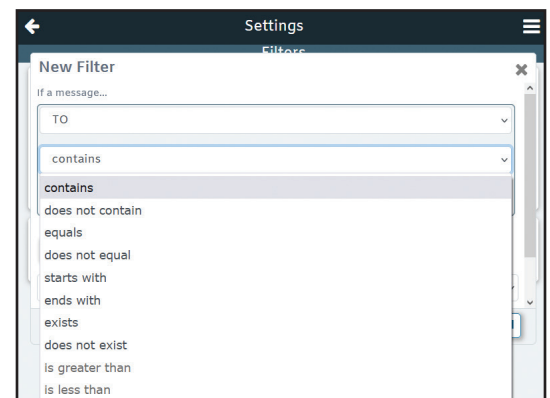 Settings
Filters
New Filter
If a message...
TO
contains
contains
does not contain
equals
does not equal
starts with
ends with
exists
does not exist
is greater than
is less than